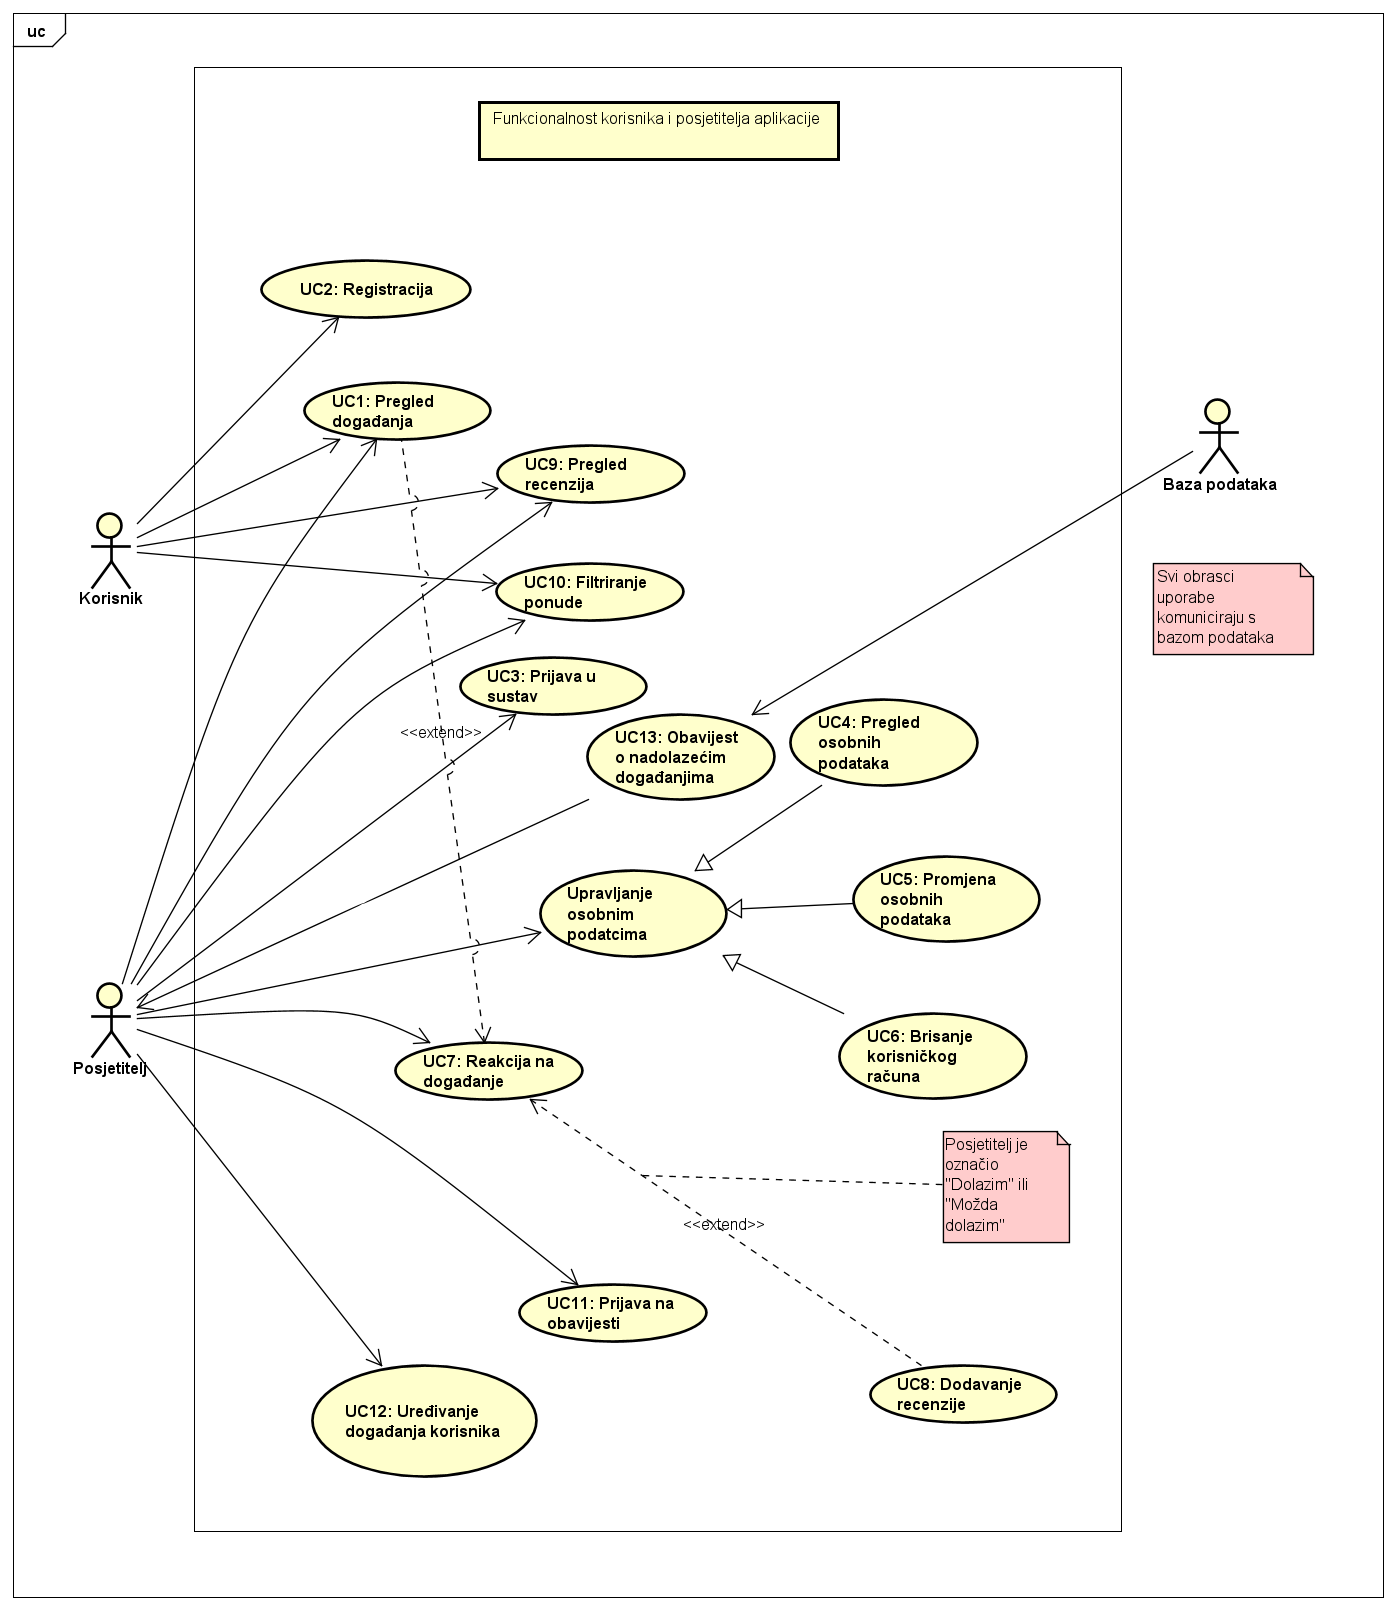 uc
Funkcionalnost korisnika i posjetitelja aplikacije
UC2: Registracija
UC1: Pregled
događanja
UC9: Pregled
recenzija
Baza podataka
Korisnik
UC10: Filtriranje
ponude
Svi obrasci
uporabe
komuniciraju s
bazom podataka
UC3: Prijava u
sustav
<<extend>>
UC13: Obavijest
o nadolazećim
događanjima
UC4: Pregled
osobnih
podataka
Upravljanje
osobnim
podatcima
UC5: Promjena
osobnih
podataka
Posjetitelj
UC7: Reakcija na
događanje
UC6: Brisanje
korisničkog
računa
Posjetitelj je
označio
"Dolazim" ili
"Možda
dolazim"
<<extend>>
UC11: Prijava na
obavijesti
UC8: Dodavanje
recenzije
UC12: Uređivanje
događanja korisnika